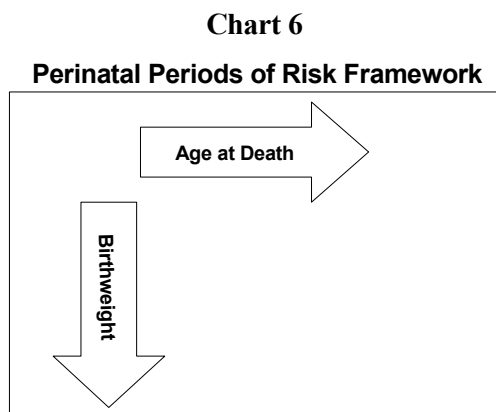 Chart 6
Perinatal Periods of Risk Framework
Age at Death
Birthweight